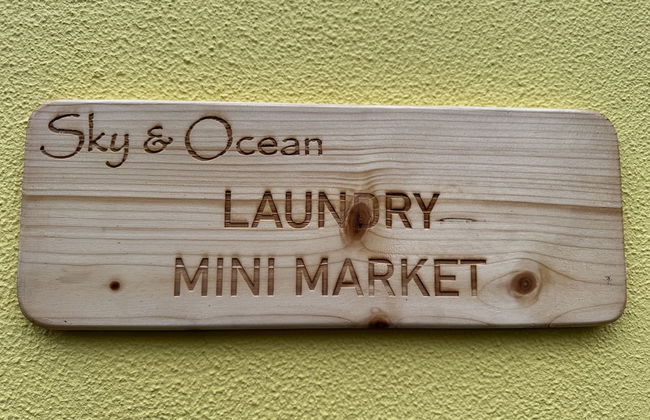 Sky & Ocean
LAUNDRY
MINI MARKET